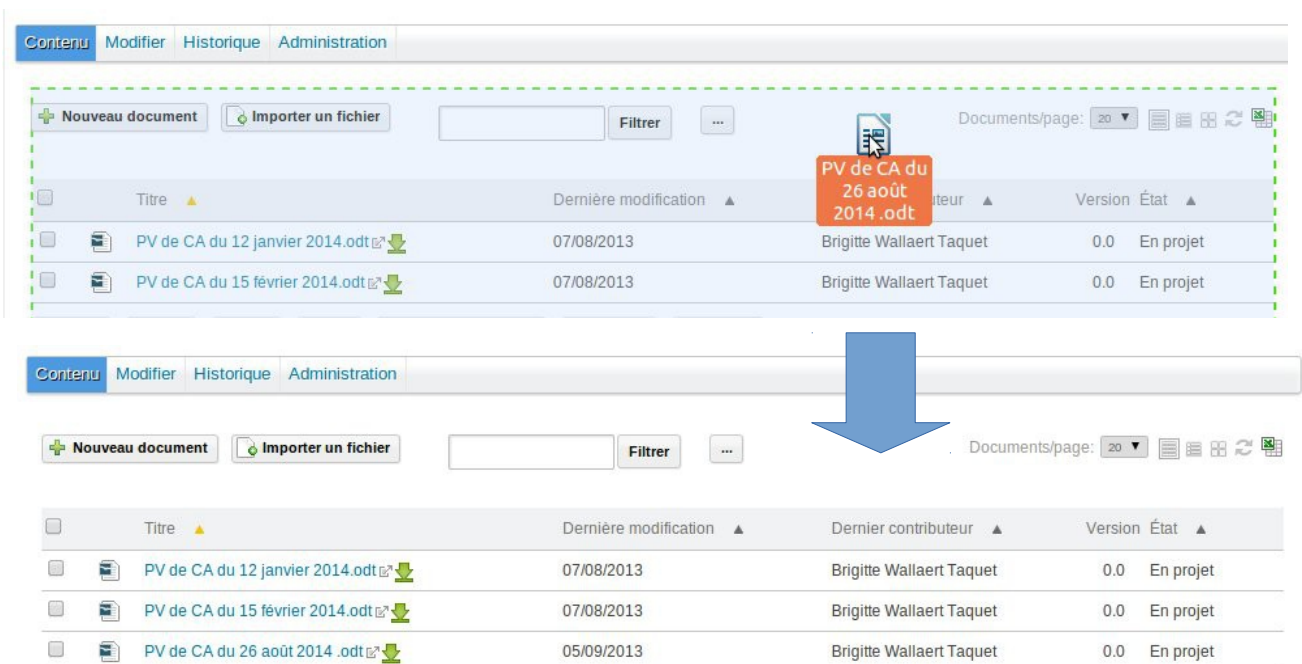 Contenu Modifier Historique Administration
Nouveau document Importer un fichier Filtrer ... Documents/page: 20
PV de CA du
26 août
2014 .odt
Titre Dernière modification teur Version État
PV de CA du 12 janvier 2014.odt 07/08/2013 Brigitte Wallaert Taquet 0.0 En projet
PV de CA du 15 février 2014.odt 07/08/2013 Brigitte Wallaert Taquet 0.0 En projet
Contenu Modifier Historique Administration
Nouveau document Importer un fichier Filtrer ... Documents/page: 20
Titre Dernière modification Dernier contributeur Version État
PV de CA du 12 janvier 2014.odt 07/08/2013 Brigitte Wallaert Taquet 0.0 En projet
PV de CA du 15 février 2014.odt 07/08/2013 Brigitte Wallaert Taquet 0.0 En projet
PV de CA du 26 août 2014 .odt 05/09/2013 Brigitte Wallaert Taquet 0.0 En projet